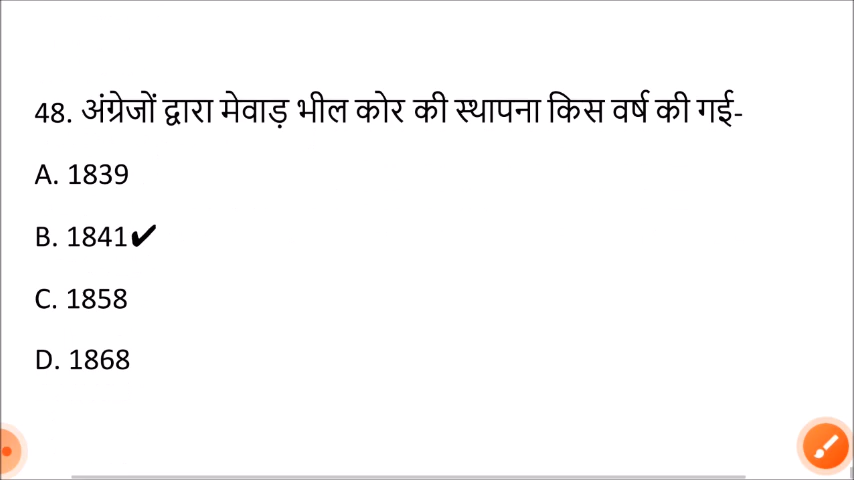 48. अंग्रेजों द्वारा मेवाड़ भील कोर की स्थापना किस वर्ष की गई-
A. 1839
B. 1841✔
C. 1858
D. 1868